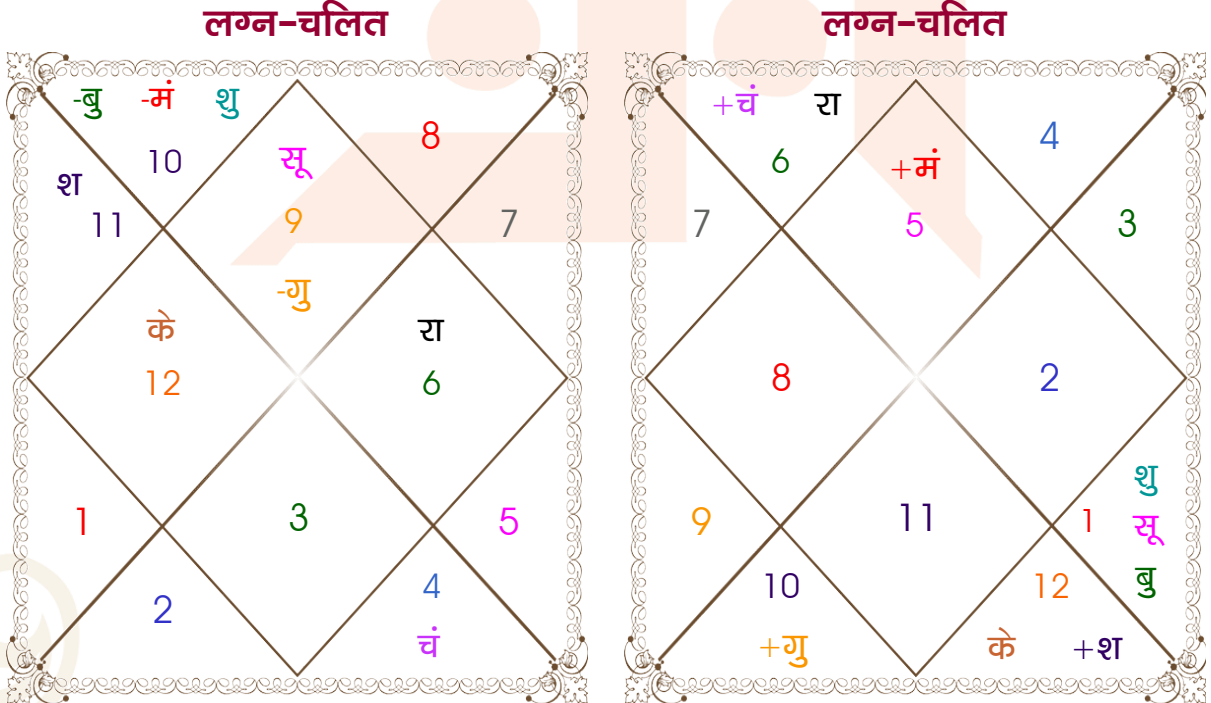 लग्न-चलित
-बु -मं शु
8
10
सू
श
11
9
7
-गु
के
रा
12
6
1
3
5
4
2
चं
लग्न-चलित
+चं रा
4
6
+मं
7
5
3
8
2
शु
9
11
1
सू
10
12
बु
+गु
के
+श